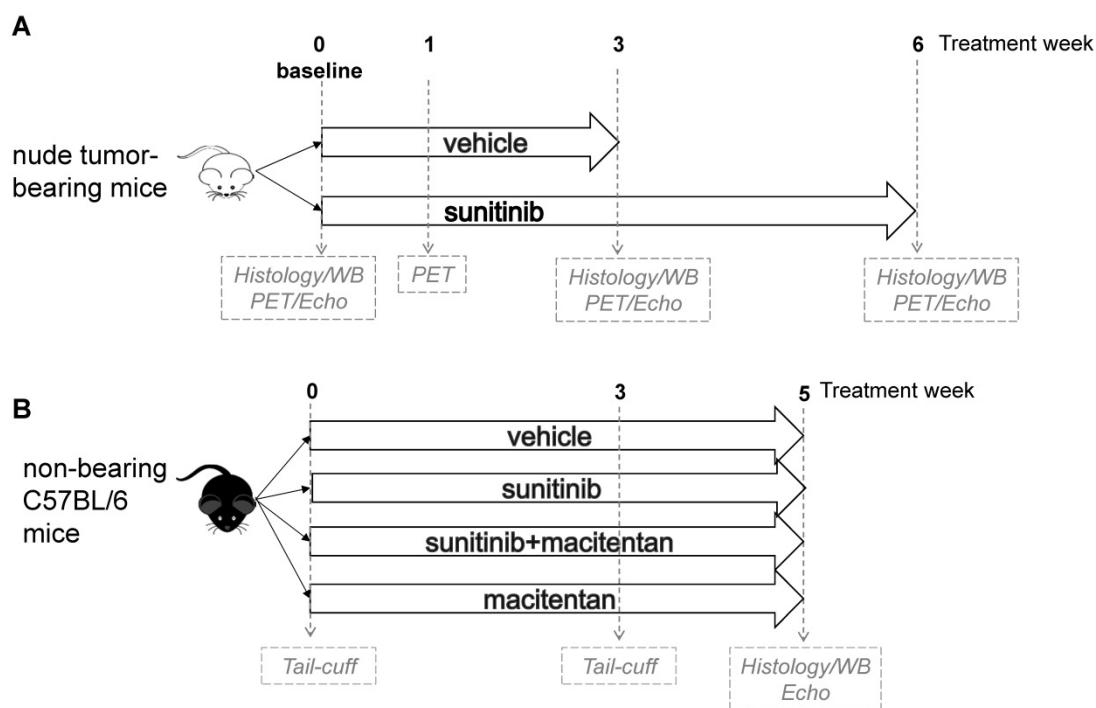 A
0 1 3 6 Treatment week
baseline
vehicle
nude tumor-
bearing mice
sunitinib
Histology/WB PET Histology/WB Histology/WB
PET/Echo PET/Echo PET/Echo
0 3 5 Treatment week
B
vehicle
non-bearing
C57BL/6
mice
sunitinib
sunitinib+macitentan
macitentan
Tail-cuff Tail-cuff Histology/WB
Echo